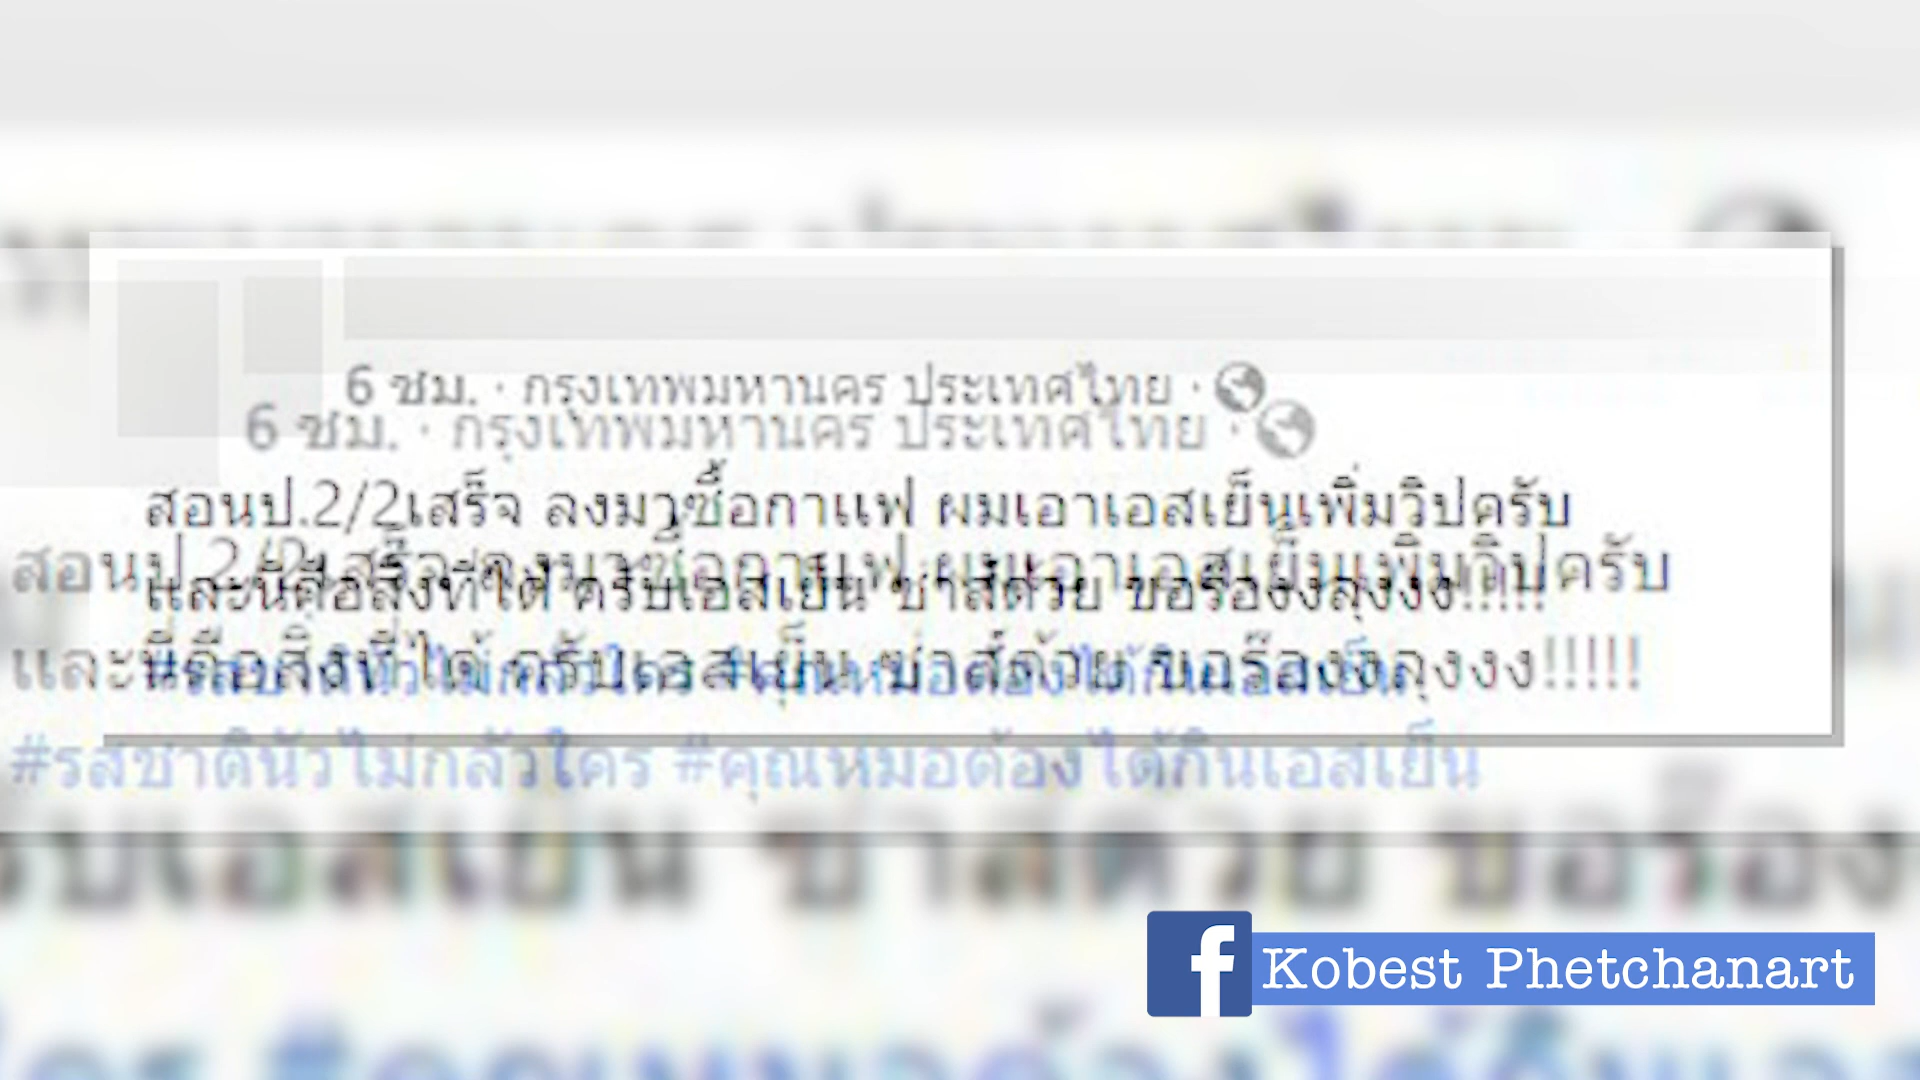 6 ชม. · กรุงเทพมหานคร ประเทศไทย ·
สอนป.2/2เสร็จ ลงมาซื้อกาแฟ ผมเอาเอสเย็นเพิ่มวิปครับ
และนี่คือสิ่งที่ได้ ครับเอสเย็น ช่าส์ด้วย ขอร๊องงลุงงง!!!!!
#รสชาตินัวไม่กลัวใคร #คุณหมอต้องได้กินเอสเย็น
f Kobest Phetchanart